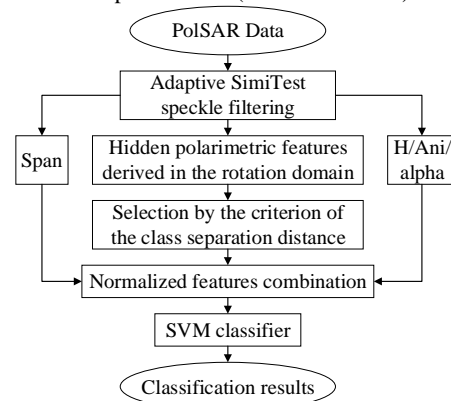 PolSAR Data
Adaptive SimiTest
speckle filtering
Span
Hidden polarimetric features
derived in the rotation domain
H/Ani/
alpha
Selection by the criterion of
the class separation distance
Normalized features combination
SVM classifier
Classification results